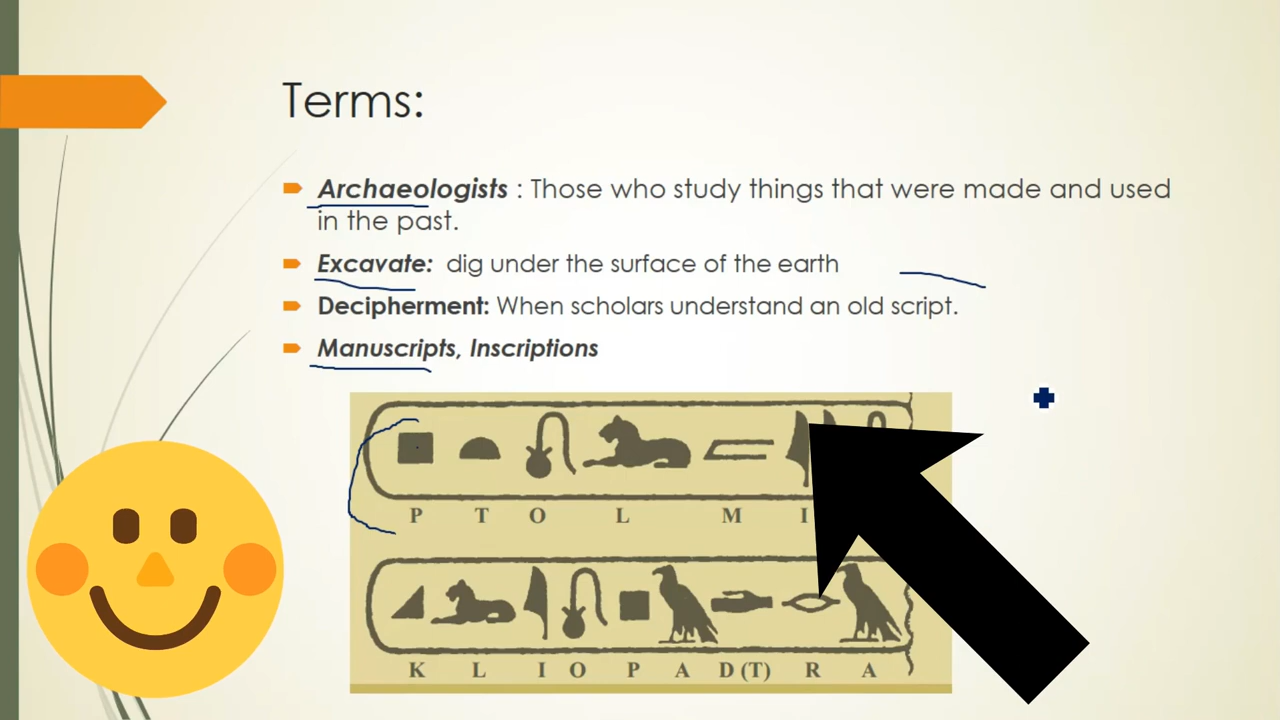 Terms:
Archaeologists : Those who study things that were made and used
in the past.
Excavate: dig under the surface of the earth
Decipherment: When scholars understand an old script.
Manuscripts, Inscriptions
P T O L M I
K L I O P A D (T) R A